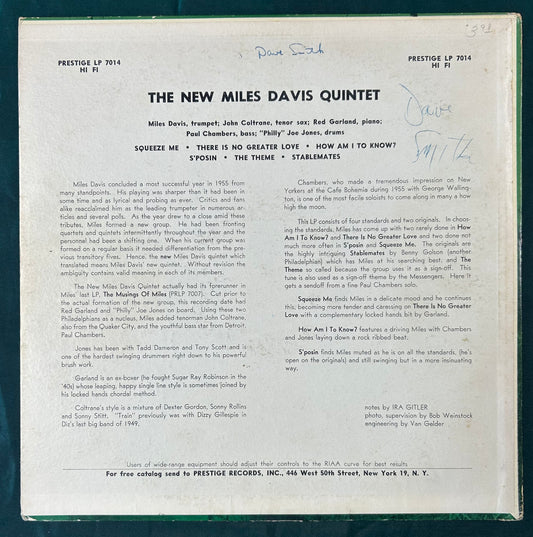 3.91
Dave Smith
PRESTIGE LP 7014
HI FI
PRESTIGE LP 7014
HI FI
Dave
Smith
THE NEW MILES DAVIS QUINTET
Miles Davis, trumpet; John Coltrane, tenor sax; Red Garland, piano;
Paul Chambers, bass; "Philly" Joe Jones, drums
SQUEEZE ME • THERE IS NO GREATER LOVE • HOW AM I TO KNOW?
S'POSIN • THE THEME • STABLEMATES
Miles Davis concluded a most successful year in 1955 from
many standpoints. His playing was sharper than it had been in
some time and as lyrical and probing as ever. Critics and fans
alike reacclaimed him as the leading trumpeter in numerous ar-
ticles and several polls. As the year drew to a close amid these
tributes, Miles formed a new group. He had been fronting
quartets and quintets intermittently throughout the year and the
personnel had been a shifting one. When his current group was
formed on a regular basis it needed differentiation from the pre-
vious transitory fives. Hence, the new Miles Davis quintet which
translated means Miles Davis' new quintet. Without revision the
ambiguity contains valid meaning in each of its members.
The New Miles Davis Quintet actually had its forerunner in
Miles' last LP, The Musings Of Miles (PRLP 7007). Cut prior to
the actual formation of the new group, this recording date had
Red Garland and "Philly" Joe Jones on board. Using these two
Philadelphians as a nucleus, Miles added tenorman John Coltrane,
also from the Quaker City, and the youthful bass star from Detroit,
Paul Chambers.
Jones has been with Tadd Dameron and Tony Scott and is
one of the hardest swinging drummers right down to his powerful
brush work.
Garland is an ex-boxer (he fought Sugar Ray Robinson in the
'40s) whose leaping, happy single line style is sometimes joined by
his locked hands chordal method.
Coltrane's style is a mixture of Dexter Gordon, Sonny Rollins
and Sonny Stitt. "Train" previously was with Dizzy Gillespie in
Diz's last big band of 1949.
Chambers, who made a tremendous impression on New
Yorkers at the Cafe Bohemia during 1955 with George Walling-
ton, is one of the most facile soloists to come along in many a how
high the moon.
This LP consists of four standards and two originals. In choos-
ing the standards, Miles has come up with two rarely done in How
Am I To Know? and There Is No Greater Love and two done not
much more often in S'posin and Squeeze Me. The originals are
the highly intriguing Stablemates by Benny Golson (another
Philadelphian) which has Miles at his searching best, and The
Theme so called because the group uses it as a sign-off. This
tune is also used as a sign-off theme by the Messengers. Here it
gets a sendoff from a fine Paul Chambers solo.
Squeeze Me finds Miles in a delicate mood and he continues
this; becoming more tender and caressing on There Is No Greater
Love with a complementary locked hands bit by Garland.
How Am I To Know? features a driving Miles with Chambers
and Jones laying down a rock ribbed beat.
S'posin finds Miles muted as he is on all the standards, (he's
open on the originals) and still swinging but in a more insinuating
way.
notes by IRA GITLER
photo, supervision by Bob Weinstock
engineering by Van Gelder
Users of wide-range equipment should adjust their controls to the RIAA curve for best results.
For free catalog send to PRESTIGE RECORDS, INC., 446 West 50th Street, New York 19, N. Y.